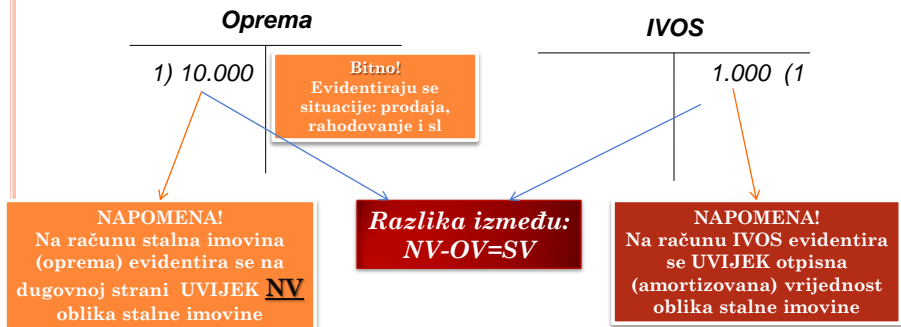 Oprema
IVOS
1) 10.000
Bitno!
Evidentiraju se
situacije: prodaja,
rahodovanje i sl
1.000 (1
NAPOMENA!
Na računu stalna imovina
(oprema) evidentira se na
dugovnoj strani UVIJEK NV
oblika stalne imovine
Razlika između:
NV-OV=SV
NAPOMENA!
Na računu IVOS evidentira
se UVIJEK otpisna
(amortizovana) vrijednost
oblika stalne imovine